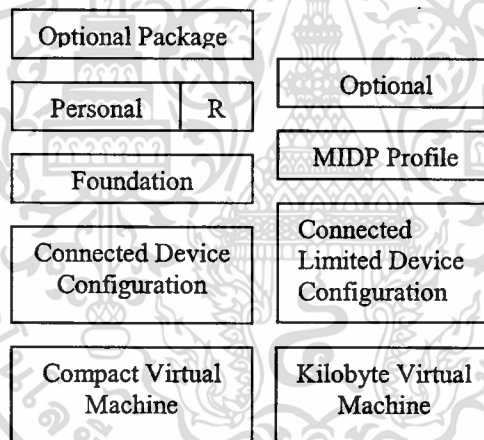 Optional Package
Personal
R
Foundation
Connected Device
Configuration
Compact Virtual
Machine
Optional
MIDP Profile
Connected
Limited Device
Configuration
Kilobyte Virtual
Machine